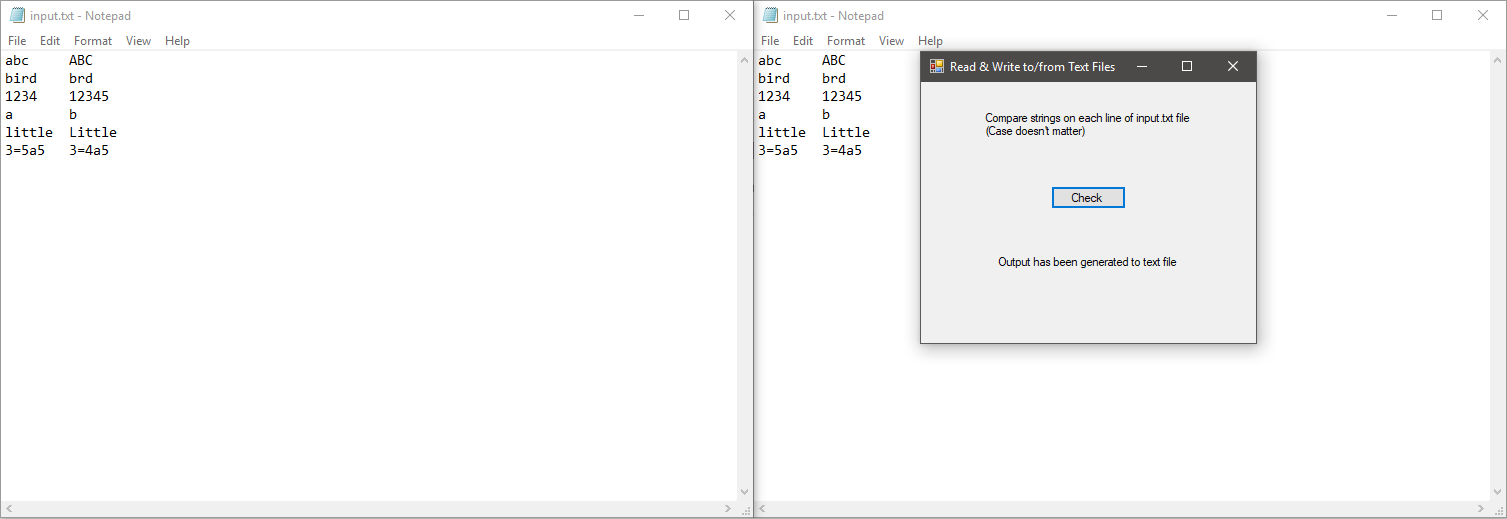 input.txt - Notepad
File Edit Format View Help
abc ABC
bird brd
1234 12345
a b
little Little
3=5a5 3=4a5
input.txt - Notepad
File Edit Format View Help
abc ABC
bird brd
1234 12345
a b
little Little
3=5a5 3=4a5
Read & Write to/from Text Files
Compare strings on each line of input.txt file
(Case doesn't matter)
Check
Output has been generated to text file